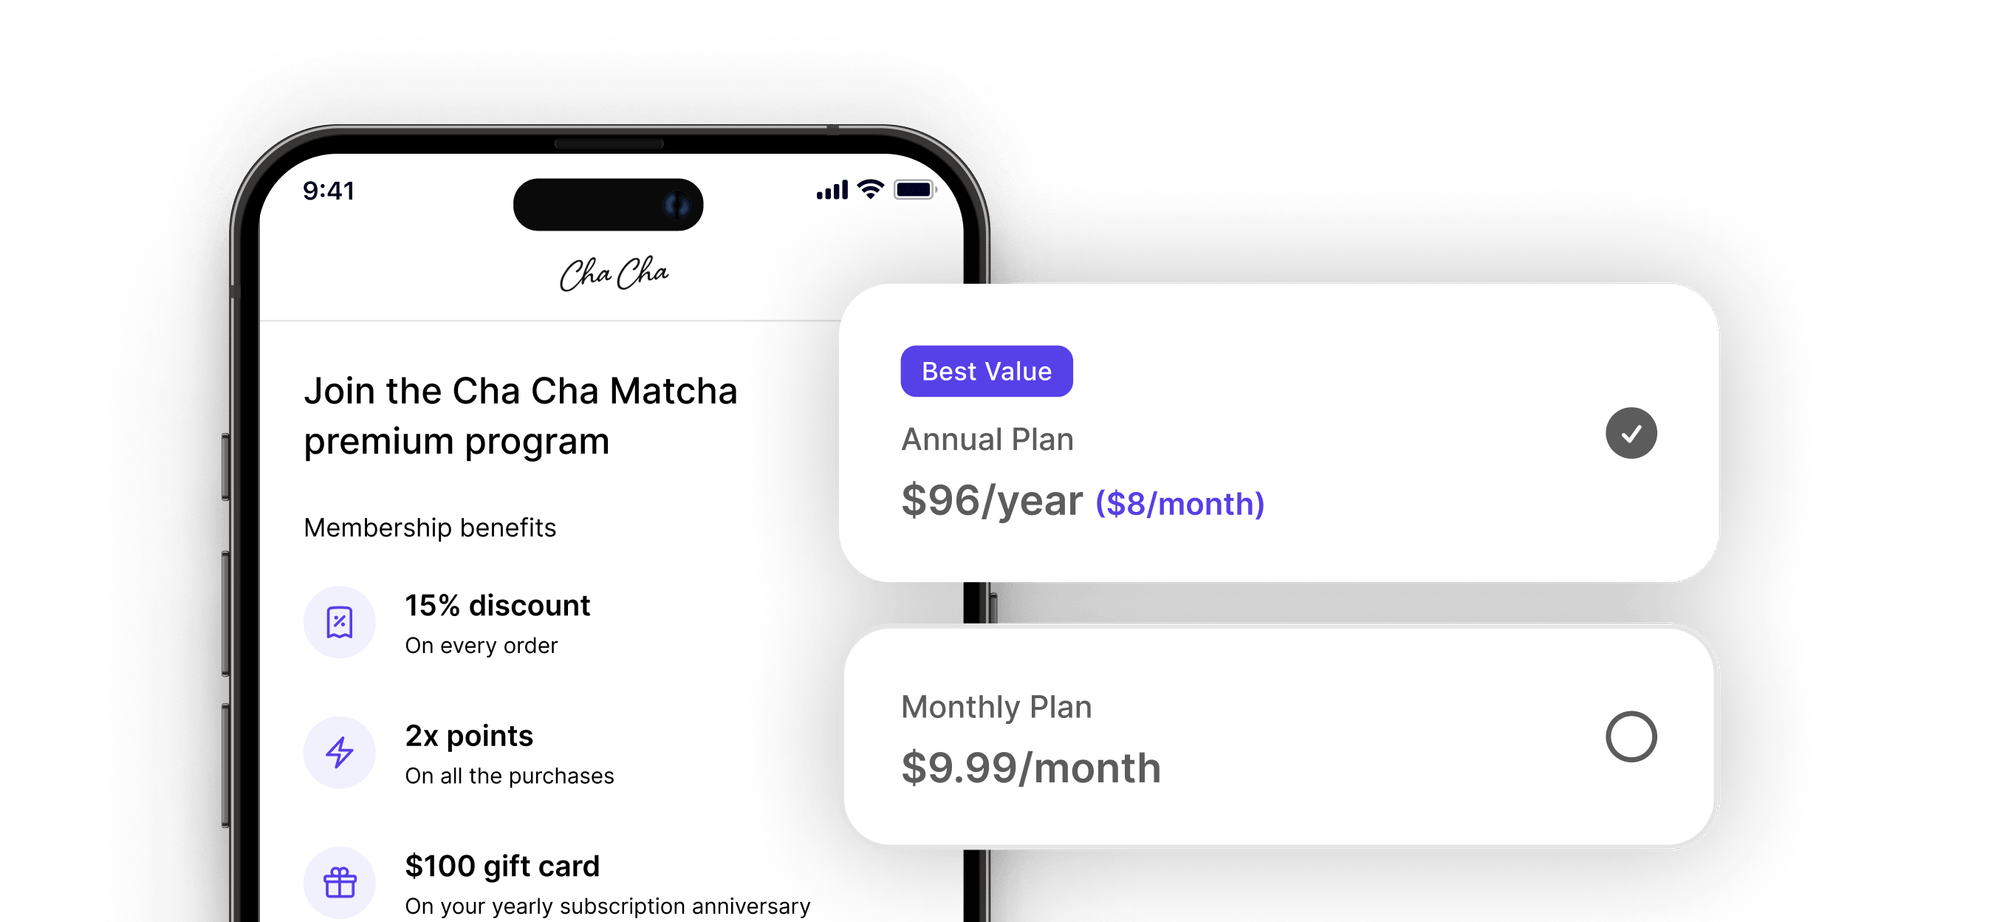 9:41
Cha Cha
Join the Cha Cha Matcha
premium program
Membership benefits
15% discount
On every order
2x points
On all the purchases
$100 gift card
On your yearly subscription anniversary
Best Value
Annual Plan
$96/year ($8/month)
Monthly Plan
$9.99/month